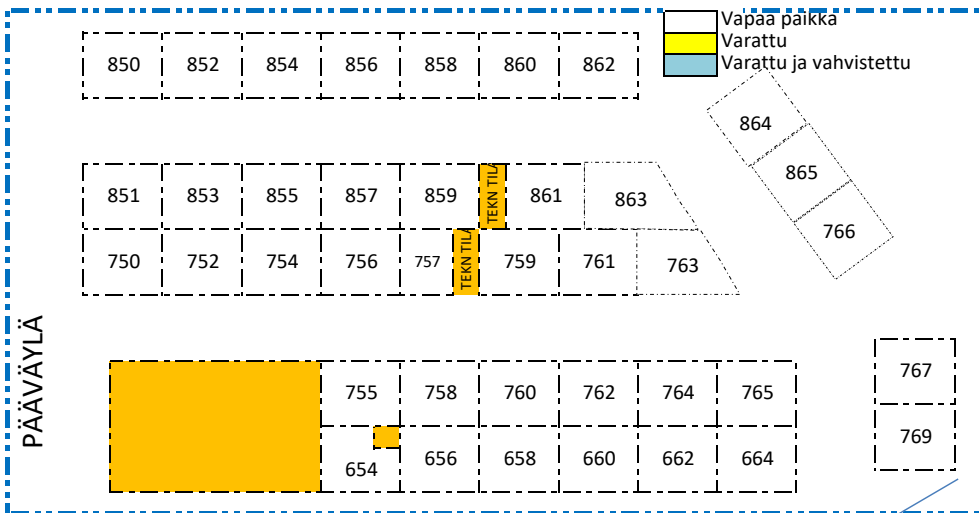 Vapaa paikka
Varattu
Varattu ja vahvistettu
850 852 854 856 858 860 862
864
865
766
851 853 855 857 859 TEKN TILA 861 863
750 752 754 756 757 TEKN TILA 759 761 763
PÄÄVÄYLÄ
755 758 760 762 764 765
767
654 656 658 660 662 664
769